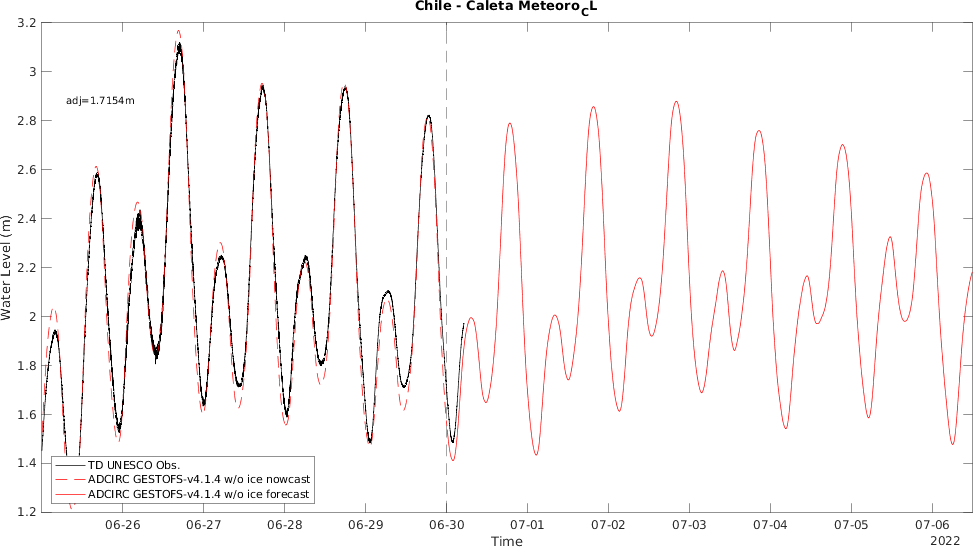 Chile - Caleta MeteoroCL
adj=1.7154m
Water Level (m)
3.2
3
2.8
2.6
2.4
2.2
2
1.8
1.6
1.4
1.2
TD UNESCO Obs.
ADCIRC GESTOFS-v4.1.4 w/o ice nowcast
ADCIRC GESTOFS-v4.1.4 w/o ice forecast
06-26 06-27 06-28 06-29 06-30 07-01 07-02 07-03 07-04 07-05 07-06
Time
2022